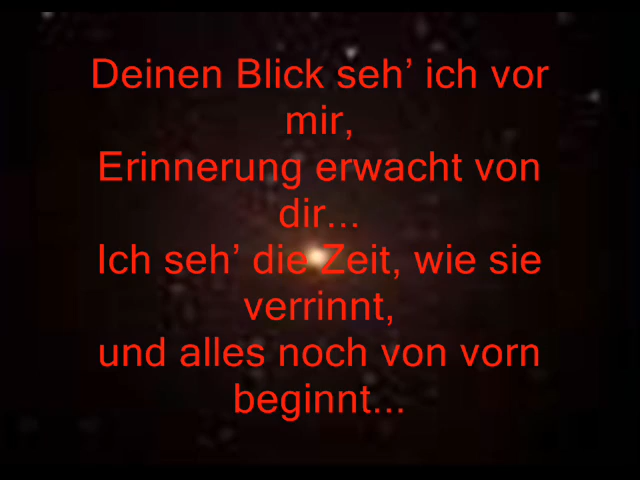 Deinen Blick seh’ ich vor
mir,
Erinnerung erwacht von
dir...
Ich seh’ die Zeit, wie sie
verrinnt,
und alles noch von vorn
beginnt...